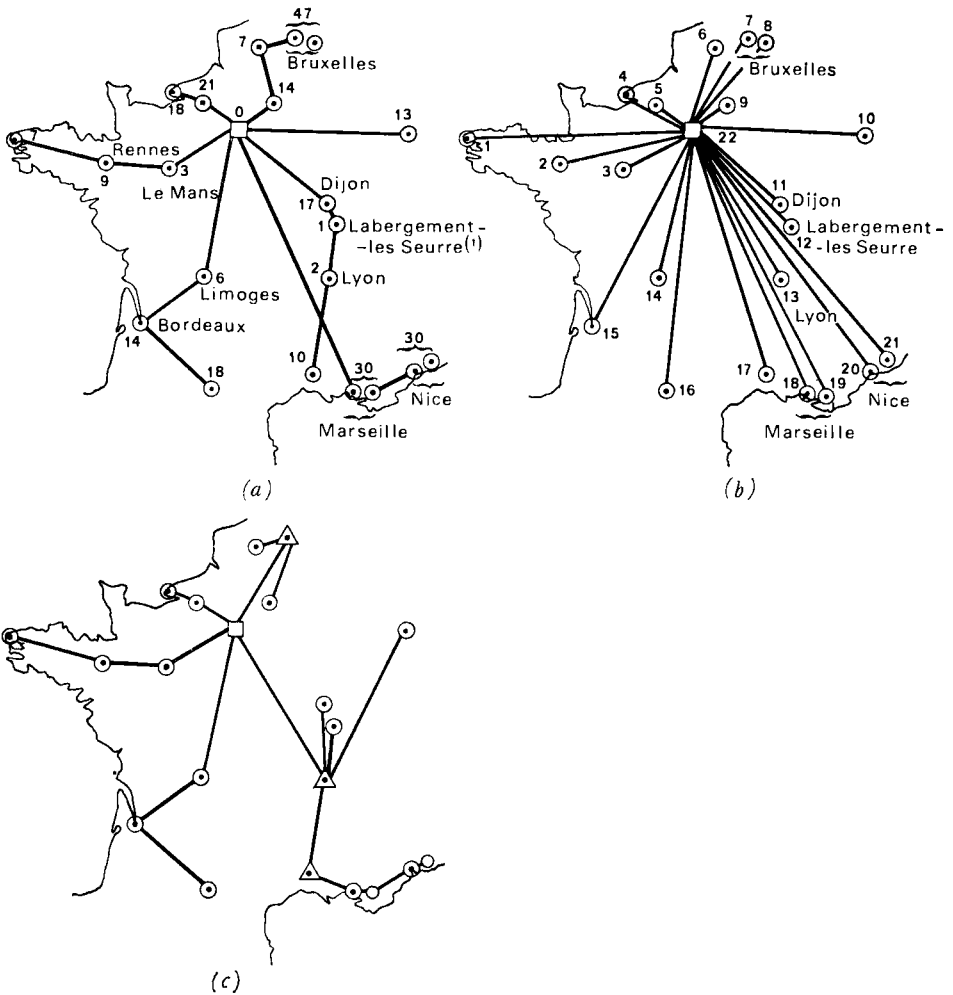 47
7
Bruxelles
21
14
18
0
13
Rennes
9
3
Le Mans
Dijon
17
1
Labergement-
-les Seurre(1)
2
Lyon
6
Limoges
14
Bordeaux
18
10
30
30
Nice
Marseille
(a)
6
7
8
Bruxelles
4
5
9
10
1
22
2
3
11
Dijon
Labergement-
12
-les Seurre
13
Lyon
14
15
21
20
16
17
18
19
Nice
Marseille
(b)
(c)